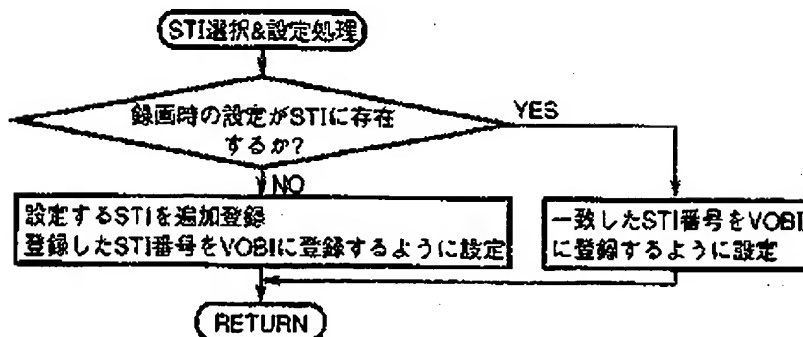 STI選択&設定処理
録画時の設定がSTIに存在
するか?
YES
NO
設定するSTIを追加登録
登録したSTI番号をVOBIに登録するように設定
一致したSTI番号をVOBI
に登録するように設定
RETURN